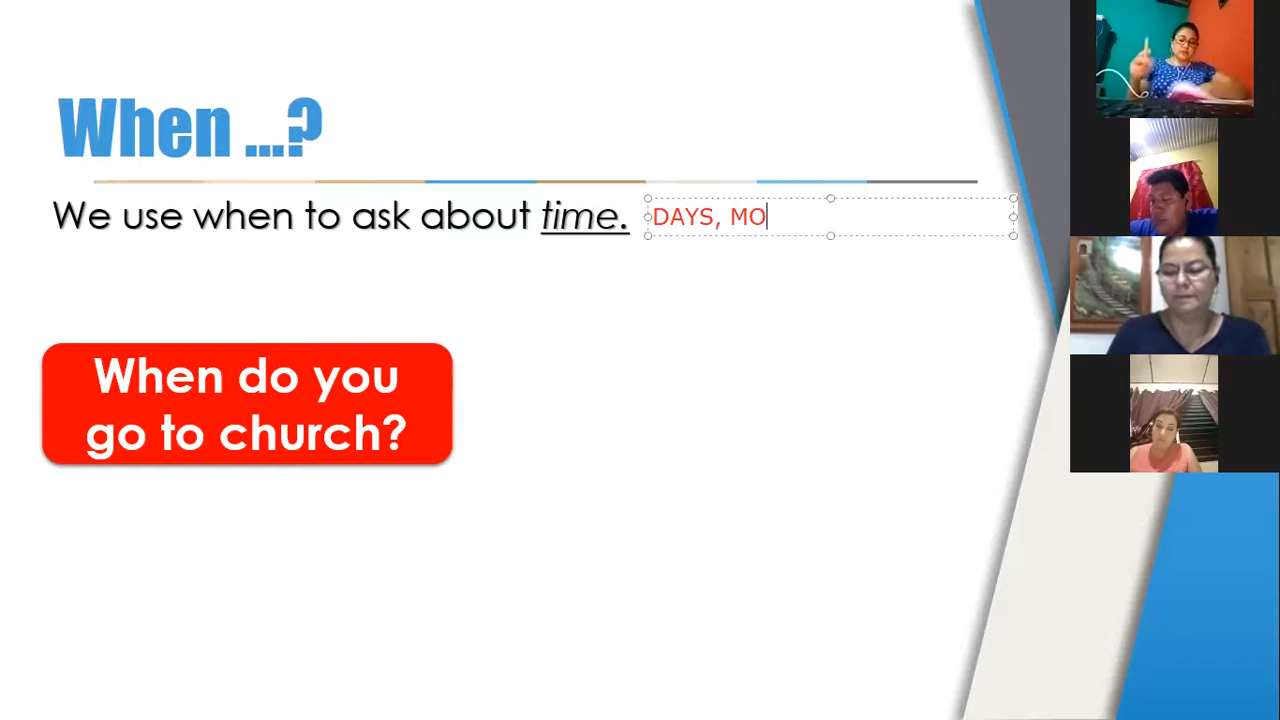 When ...?
We use when to ask about time. DAYS, MO
When do you
go to church?